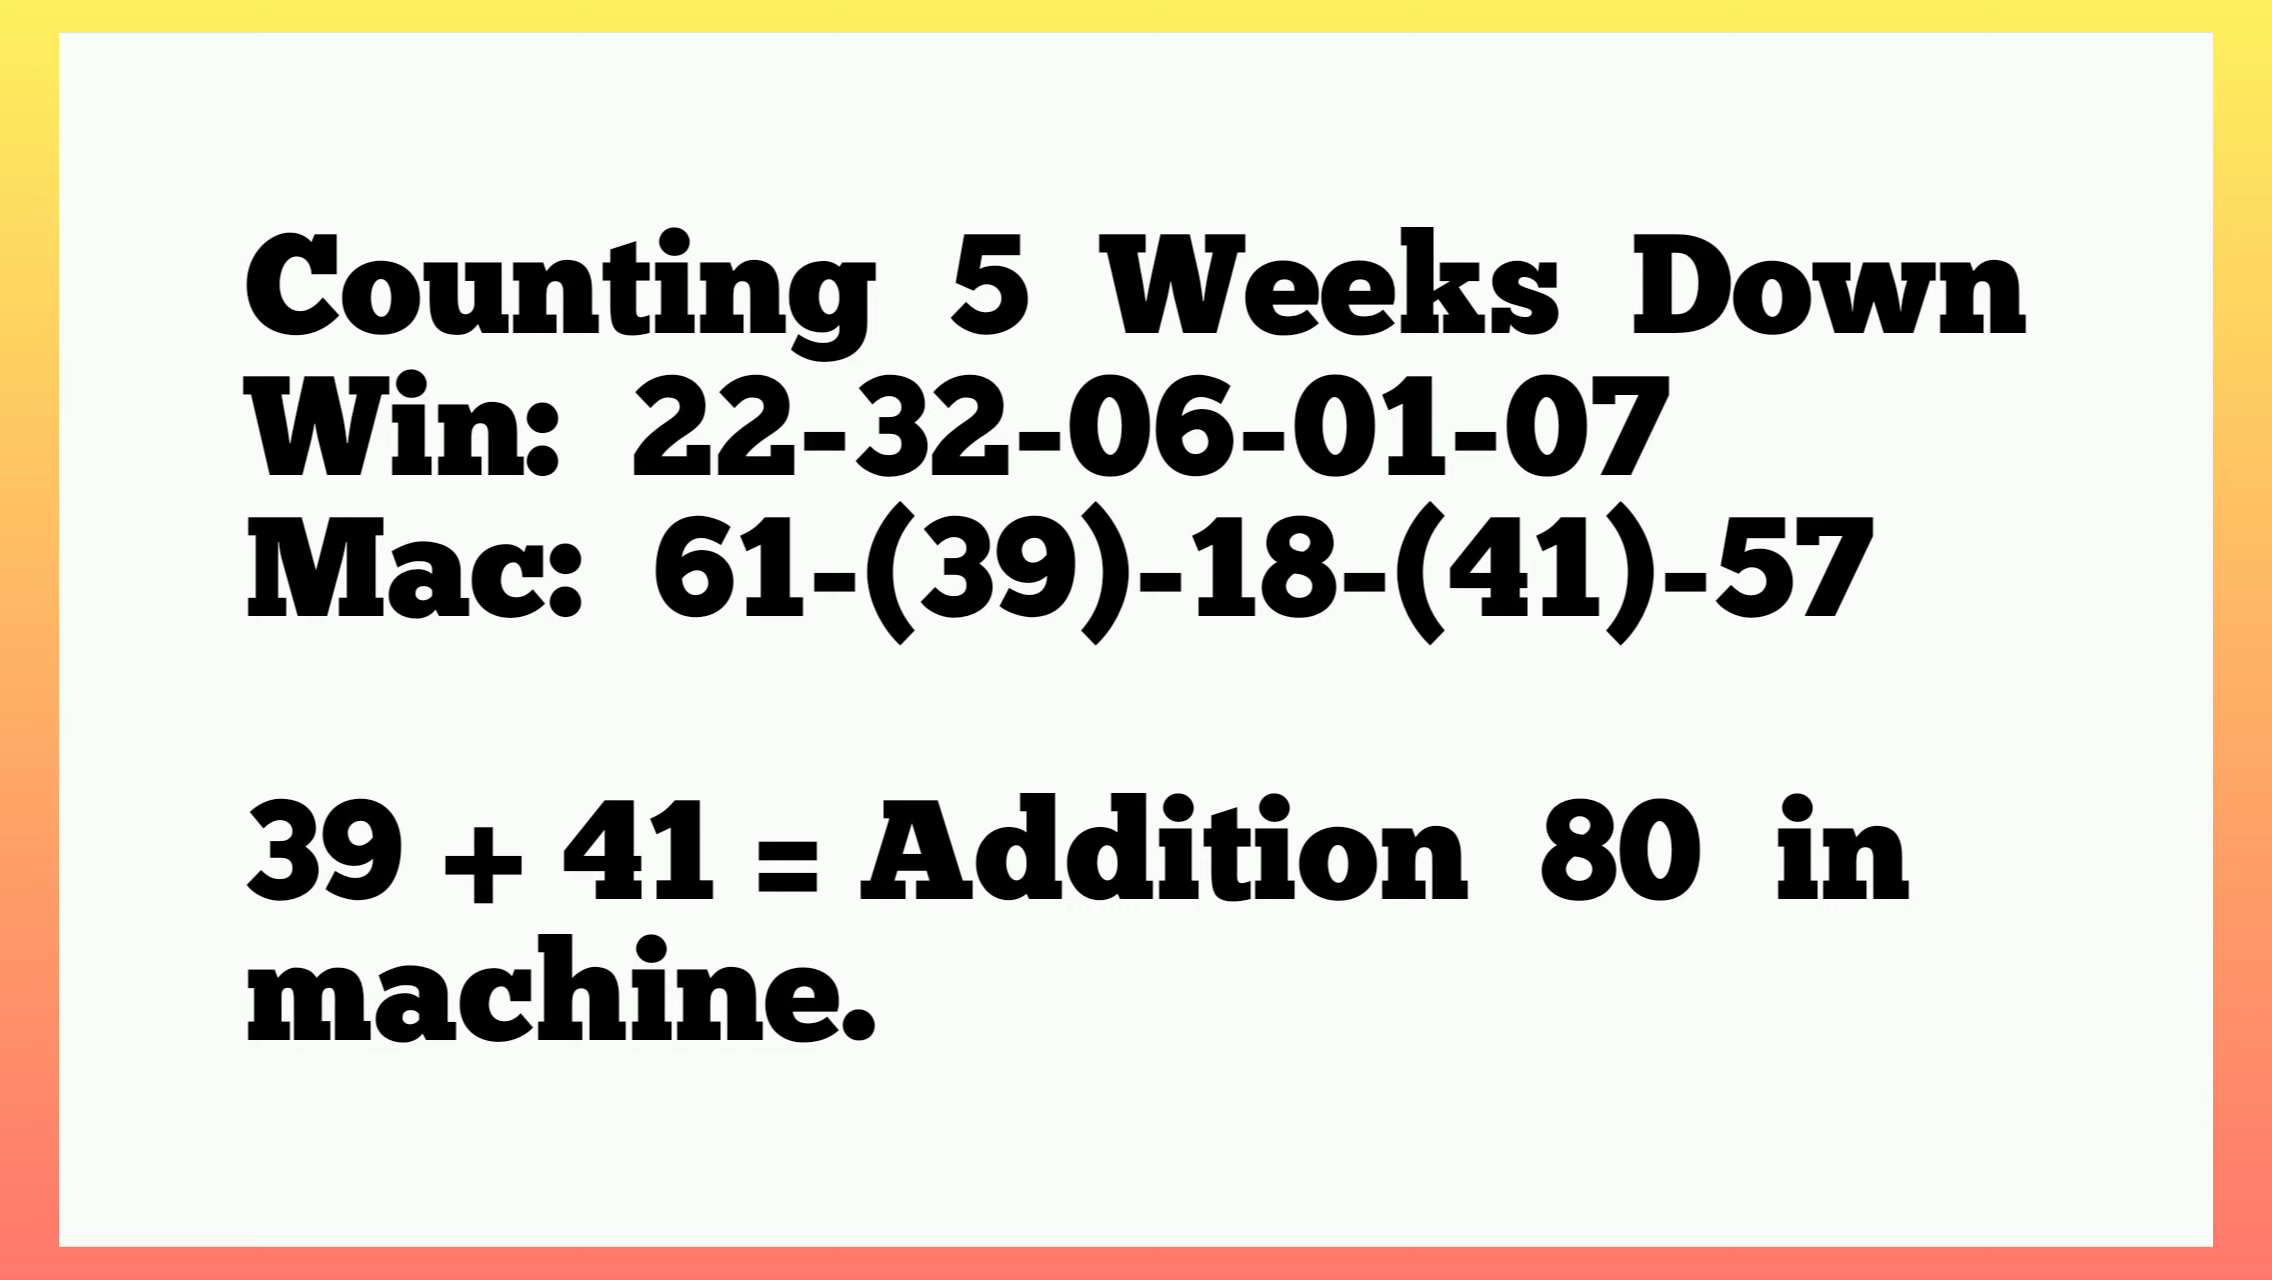 Counting 5 Weeks Down
Win: 22-32-06-01-07
Mac: 61-(39)-18-(41)-57
39 + 41 = Addition 80 in
machine.